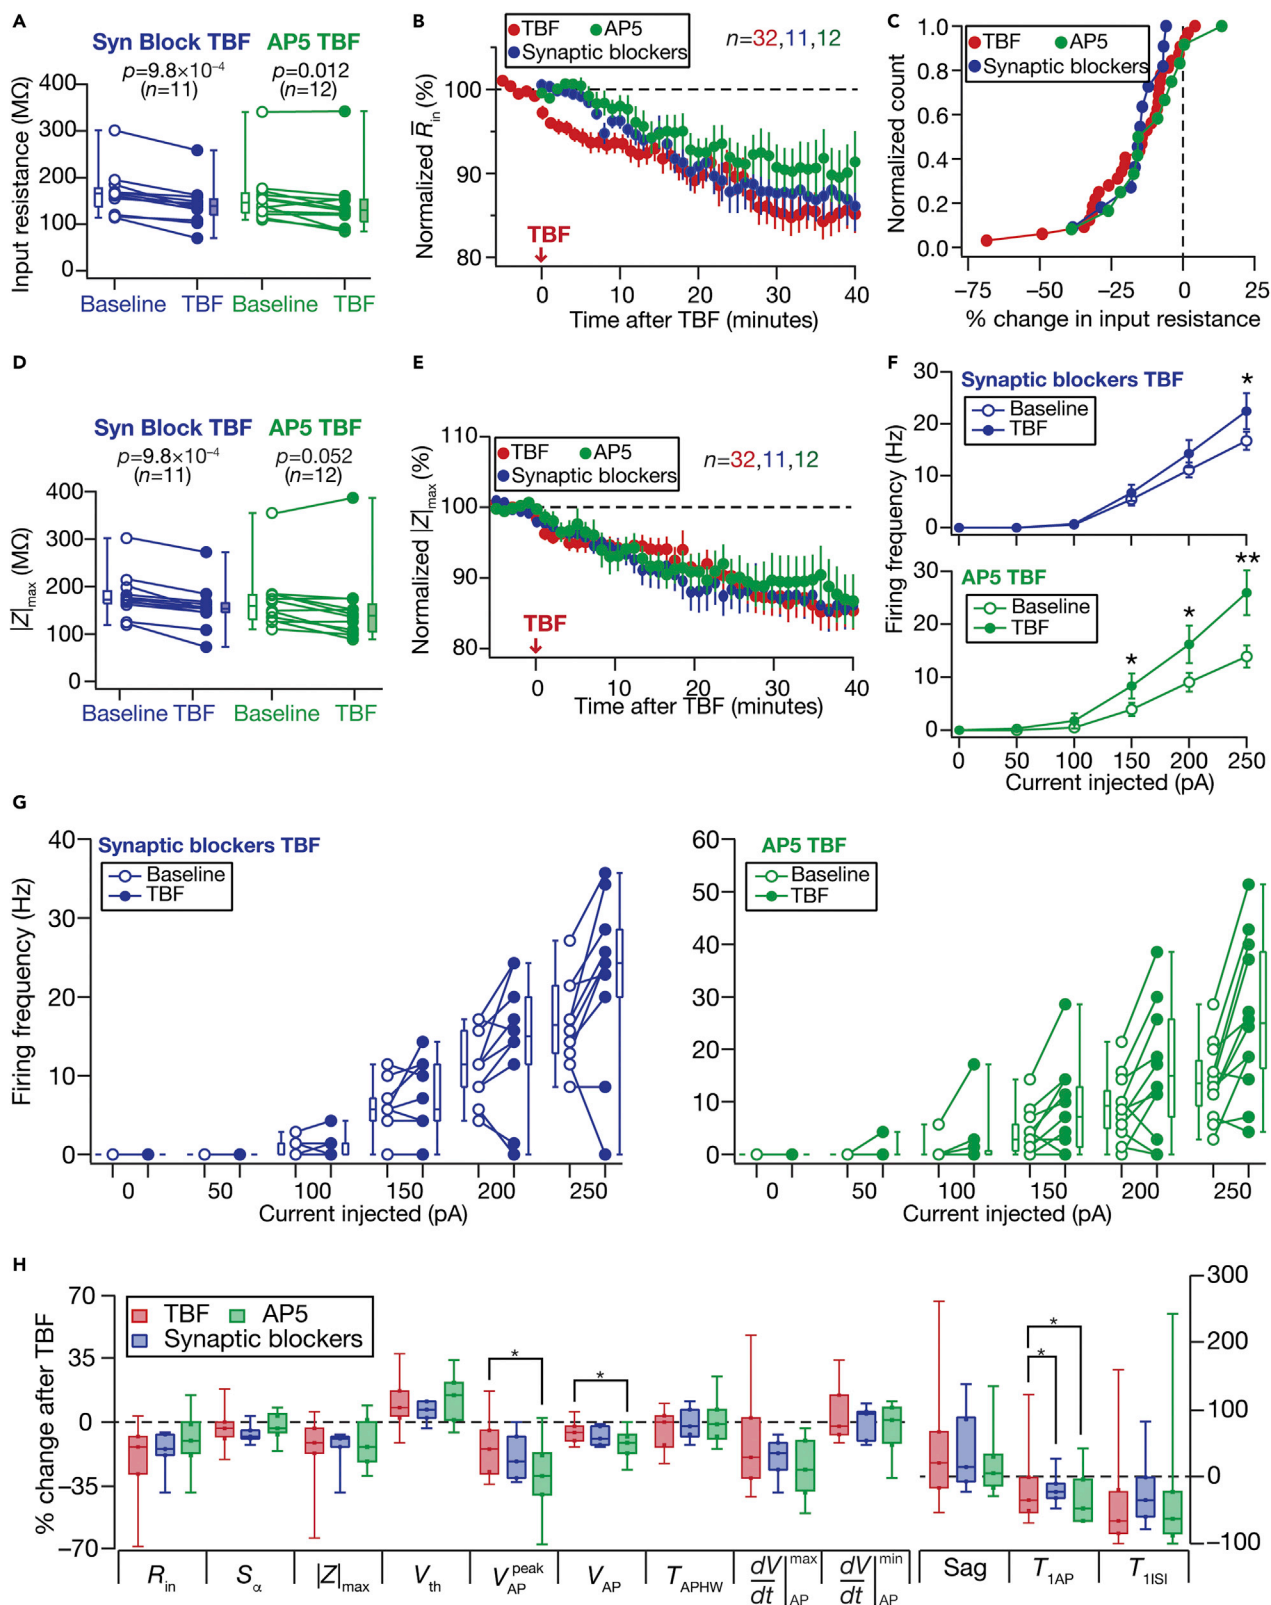 A
Syn Block TBF
AP5 TBF
p=9.8×10⁻⁴
(n=11)
p=0.012
(n=12)
Input resistance (MΩ)
400
300
200
100
0
Baseline TBF
Baseline TBF
B
TBF AP5
Synaptic blockers
n=32,11,12
Normalized R̅in (%)
100
90
80
TBF
0 10 20 30 40
Time after TBF (minutes)
C
TBF AP5
Synaptic blockers
Normalized count
1.0
0.8
0.6
0.4
0.2
0.0
−75 −50 −25 0 25
% change in input resistance
D
Syn Block TBF
AP5 TBF
p=9.8×10⁻⁴
(n=11)
p=0.052
(n=12)
|Z|max (MΩ)
400
300
200
100
0
Baseline TBF
Baseline TBF
E
TBF AP5
Synaptic blockers
n=32,11,12
Normalized |Z|max (%)
110
100
90
80
TBF
0 10 20 30 40
Time after TBF (minutes)
F
Synaptic blockers TBF
Baseline
TBF
*
30
20
10
0
Firing frequency (Hz)
AP5 TBF
Baseline
TBF
*
*
**
30
20
10
0
0 50 100 150 200 250
Current injected (pA)
G
Synaptic blockers TBF
Baseline
TBF
Firing frequency (Hz)
40
30
20
10
0
0 50 100 150 200 250
Current injected (pA)
AP5 TBF
Baseline
TBF
60
50
40
30
20
10
0
0 50 100 150 200 250
Current injected (pA)
H
TBF AP5
Synaptic blockers
% change after TBF
70
35
0
−35
−70
*
*
*
*
300
200
100
0
−100
Rin Sα |Z|max Vth VAP peak VAP TAPHW dV/dt|AP max dV/dt|AP min Sag T1AP T1ISI